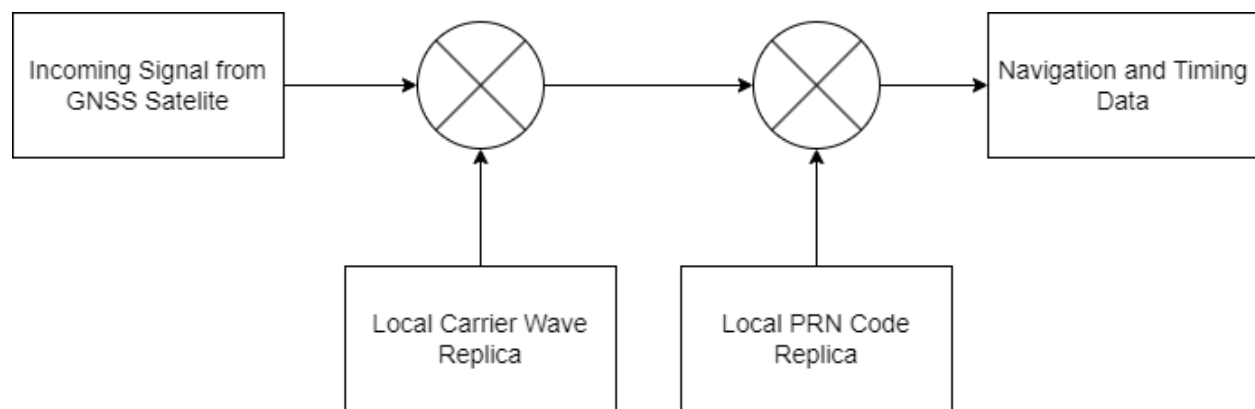 Incoming Signal from
GNSS Satelite
Navigation and Timing
Data
Local Carrier Wave
Replica
Local PRN Code
Replica